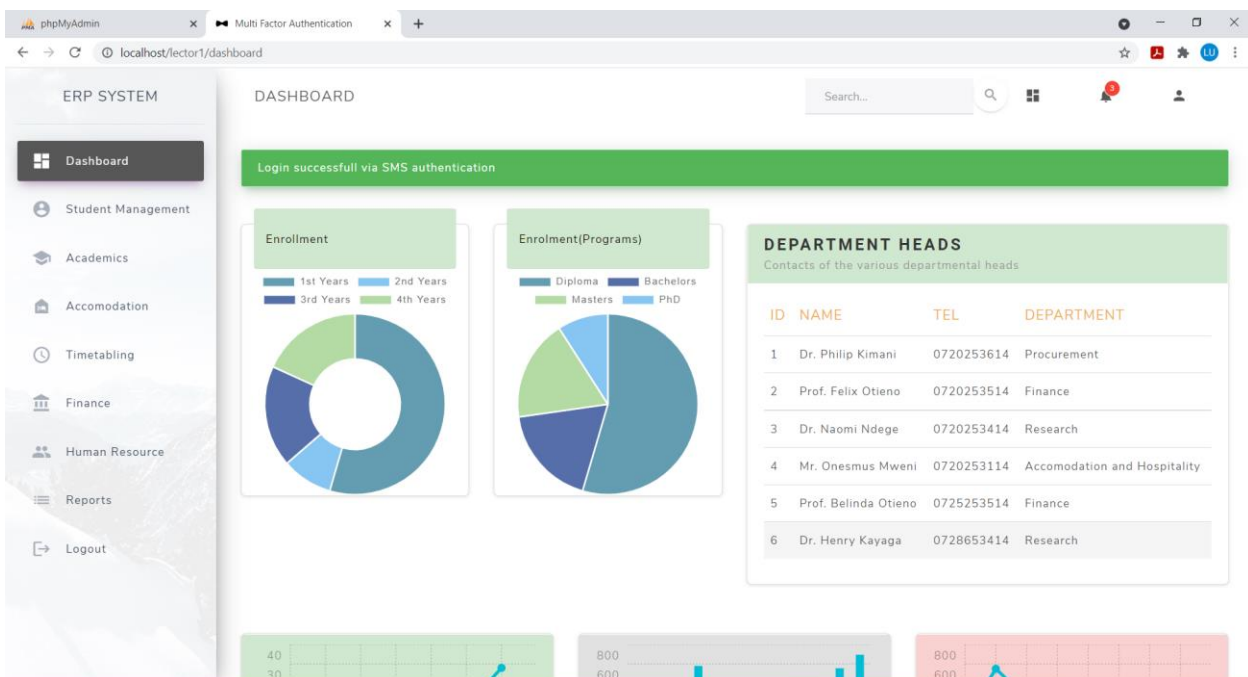 phpMyAdmin
Multi Factor Authentication
localhost/lector1/dashboard
LU
ERP SYSTEM
DASHBOARD
Search...
3
Dashboard
Student Management
Academics
Accomodation
Timetabling
Finance
Human Resource
Reports
Logout
Login successfull via SMS authentication
Enrollment
1st Years 2nd Years
3rd Years 4th Years
Enrolment(Programs)
Diploma Bachelors
Masters PhD
DEPARTMENT HEADS
Contacts of the various departmental heads
ID NAME TEL DEPARTMENT
1 Dr. Philip Kimani 0720253614 Procurement
2 Prof. Felix Otieno 0720253514 Finance
3 Dr. Naomi Ndege 0720253414 Research
4 Mr. Onesmus Mweni 0720253114 Accomodation and Hospitality
5 Prof. Belinda Otieno 0725253514 Finance
6 Dr. Henry Kayaga 0728653414 Research
40
30
800
600
800
600